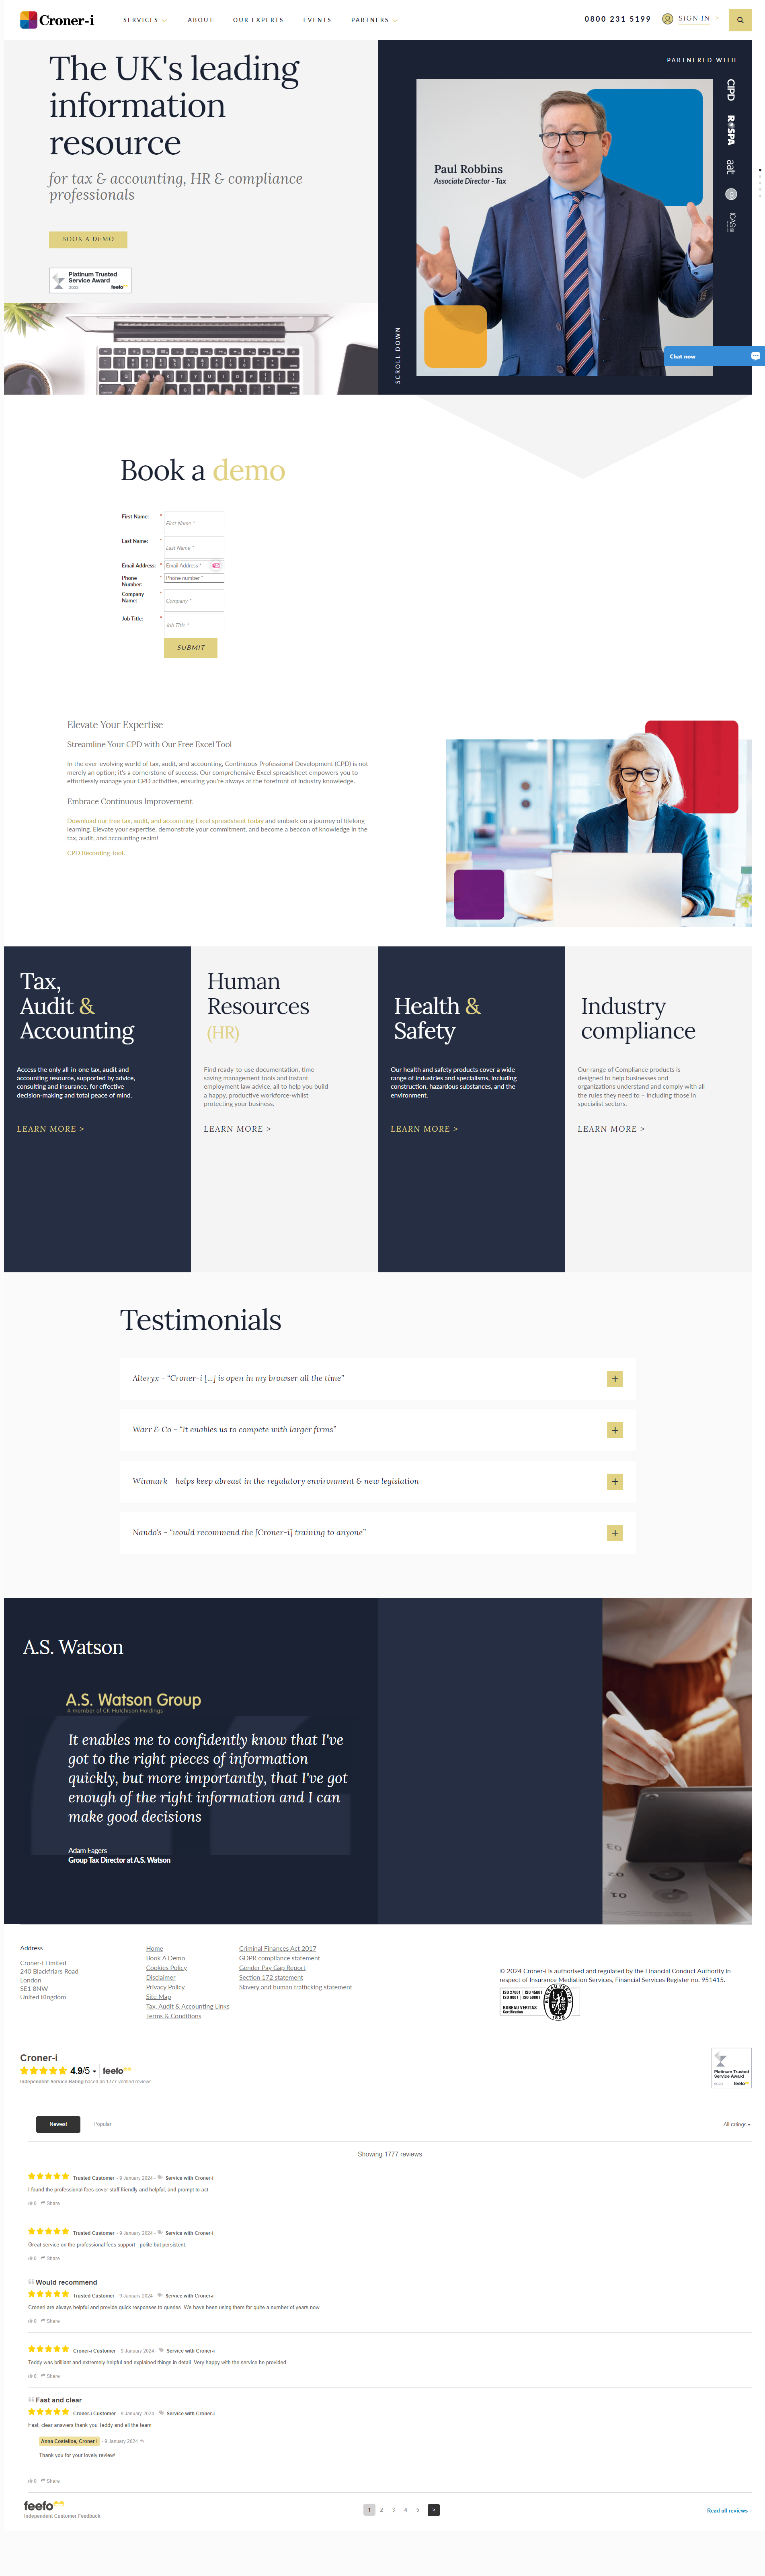 Croner-i
SERVICES
ABOUT
OUR EXPERTS
EVENTS
PARTNERS
0800 231 5199
SIGN IN >
The UK's leading
information
resource
for tax & accounting, HR & compliance
professionals
BOOK A DEMO
Platinum Trusted
Service Award
2023 feefo
PARTNERED WITH
CIPD
RoSPA
aat
ICAS
Paul Robbins
Associate Director - Tax
SCROLL DOWN
Chat now
Book a demo
First Name: * First Name *
Last Name: * Last Name *
Email Address: * Email Address *
Phone
Number: * Phone number *
Company
Name: * Company *
Job Title: * Job Title *
SUBMIT
Elevate Your Expertise
Streamline Your CPD with Our Free Excel Tool
In the ever-evolving world of tax, audit, and accounting, Continuous Professional Development (CPD) is not
merely an option; it's a cornerstone of success. Our comprehensive Excel spreadsheet empowers you to
effortlessly manage your CPD activities, ensuring you're always at the forefront of industry knowledge.
Embrace Continuous Improvement
Download our free tax, audit, and accounting Excel spreadsheet today and embark on a journey of lifelong
learning. Elevate your expertise, demonstrate your commitment, and become a beacon of knowledge in the
tax, audit, and accounting realm!
CPD Recording Tool.
Tax,
Audit &
Accounting
Access the only all-in-one tax, audit and
accounting resource, supported by advice,
consulting and insurance, for effective
decision-making and total peace of mind.
LEARN MORE >
Human
Resources
(HR)
Find ready-to-use documentation, time-
saving management tools and instant
employment law advice, all to help you build
a happy, productive workforce-whilst
protecting your business.
LEARN MORE >
Health &
Safety
Our health and safety products cover a wide
range of industries and specialisms, including
construction, hazardous substances, and the
environment.
LEARN MORE >
Industry
compliance
Our range of Compliance products is
designed to help businesses and
organizations understand and comply with all
the rules they need to – including those in
specialist sectors.
LEARN MORE >
Testimonials
Alteryx - "Croner-i [...] is open in my browser all the time"
+
Warr & Co - "It enables us to compete with larger firms"
+
Winmark - helps keep abreast in the regulatory environment & new legislation
+
Nando's - "would recommend the [Croner-i] training to anyone"
+
A.S. Watson
A.S. Watson Group
A member of CK Hutchison Holdings
It enables me to confidently know that I've
got to the right pieces of information
quickly, but more importantly, that I've got
enough of the right information and I can
make good decisions
Adam Eagers
Group Tax Director at A.S. Watson
Address
Croner-i Limited
240 Blackfriars Road
London
SE1 8NW
United Kingdom
Home
Book A Demo
Cookies Policy
Disclaimer
Privacy Policy
Site Map
Tax, Audit & Accounting Links
Terms & Conditions
Criminal Finances Act 2017
GDPR compliance statement
Gender Pay Gap Report
Section 172 statement
Slavery and human trafficking statement
© 2024 Croner-i is authorised and regulated by the Financial Conduct Authority in
respect of Insurance Mediation Services, Financial Services Register no. 951415.
ISO 27001 ISO 45001
ISO 9001 ISO 50001
BUREAU VERITAS
Certification
Croner-i
4.9/5 feefo
Independent Service Rating based on 1777 verified reviews
Platinum Trusted
Service Award
2023 feefo
Newest
Popular
All ratings
Showing 1777 reviews
Trusted Customer - 9 January 2024 - Service with Croner-i
I found the professional fees cover staff friendly and helpful, and prompt to act.
0 Share
Trusted Customer - 9 January 2024 - Service with Croner-i
Great service on the professional fees support - polite but persistent
0 Share
Would recommend
Trusted Customer - 9 January 2024 - Service with Croner-i
Croneri are always helpful and provide quick responses to queries. We have been using them for quite a number of years now.
0 Share
Croner-i Customer - 9 January 2024 - Service with Croner-i
Teddy was brilliant and extremely helpful and explained things in detail. Very happy with the service he provided.
0 Share
Fast and clear
Croner-i Customer - 8 January 2024 - Service with Croner-i
Fast, clear answers thank you Teddy and all the team
Anna Costelloe, Croner-i - 8 January 2024
Thank you for your lovely review!
0 Share
feefo
Independent Customer Feedback
1 2 3 4 5 >
Read all reviews